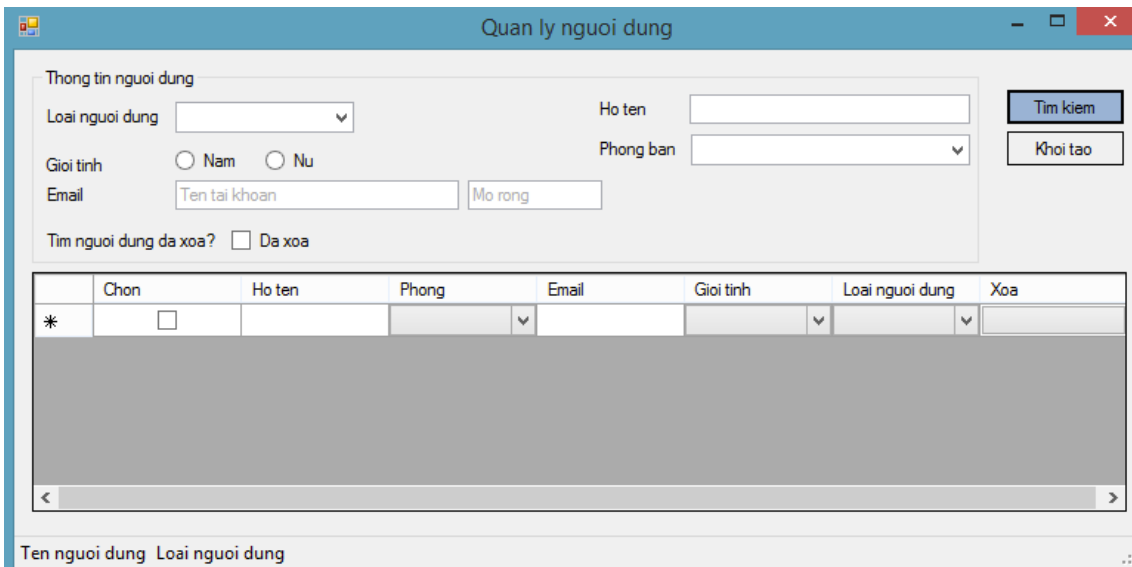 Quan ly nguoi dung
Thong tin nguoi dung
Loai nguoi dung
Ho ten
Tim kiem
Gioi tinh Nam Nu
Phong ban
Khoi tao
Email Ten tai khoan Mo rong
Tim nguoi dung da xoa? Da xoa
Chon Ho ten Phong Email Gioi tinh Loai nguoi dung Xoa
Ten nguoi dung Loai nguoi dung